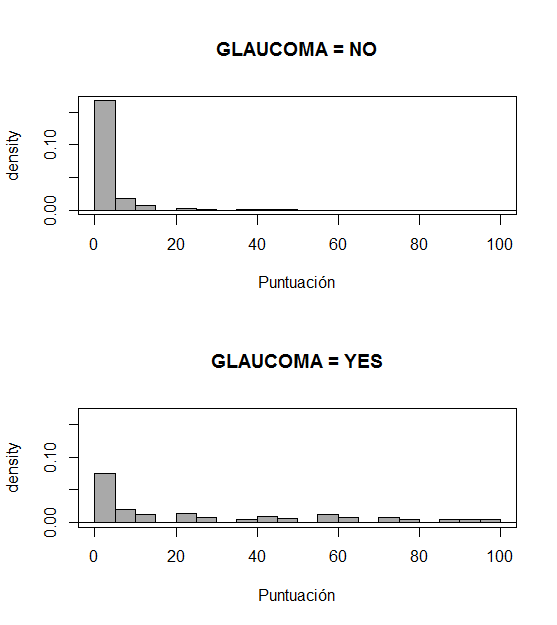 GLAUCOMA = NO
density
0.00 0.10
0 20 40 60 80 100
Puntuación
GLAUCOMA = YES
density
0.00 0.10
0 20 40 60 80 100
Puntuación